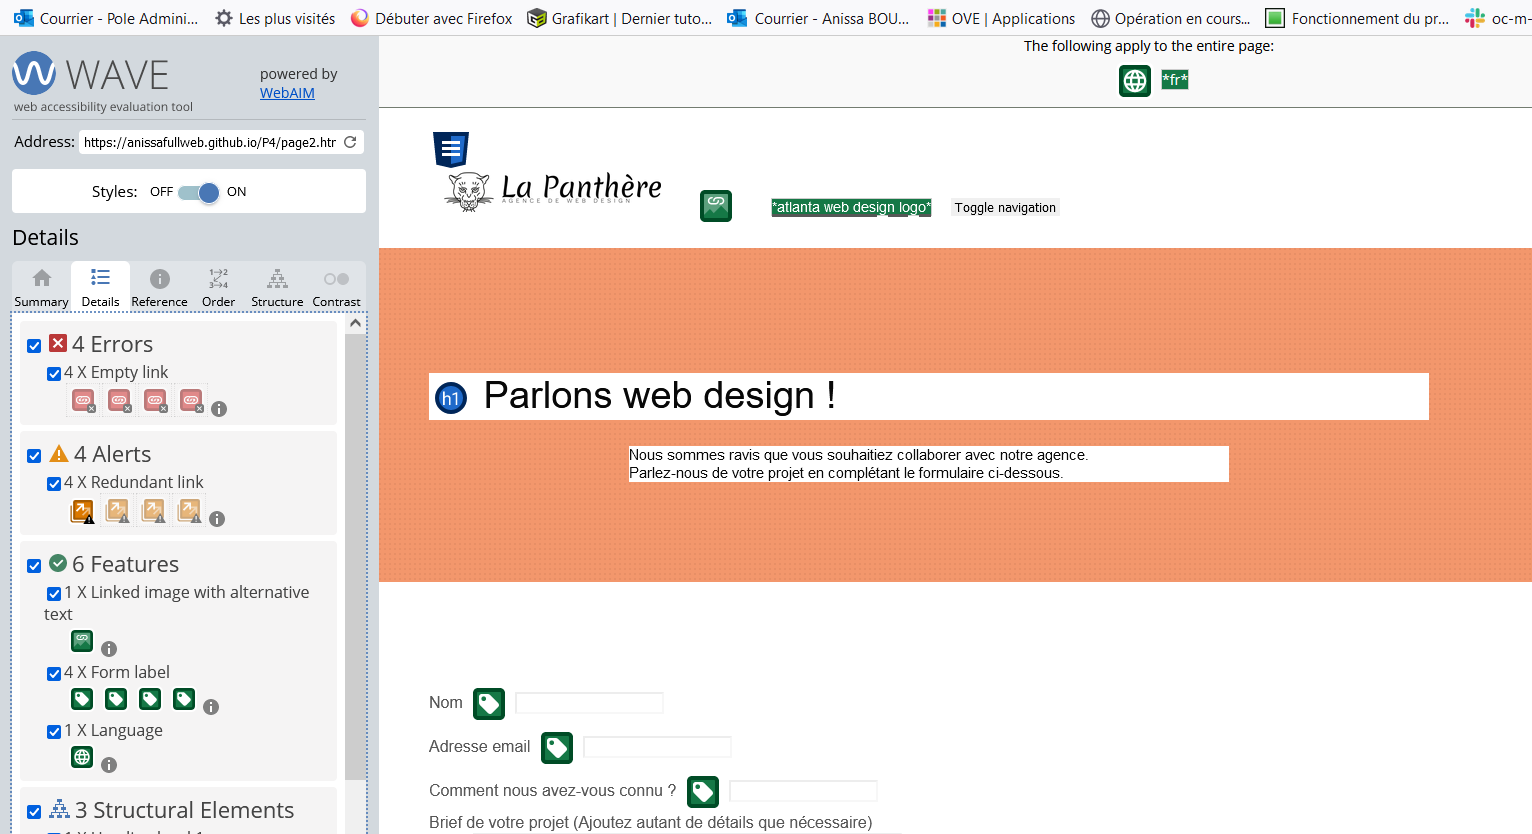 Courrier - Pole Admini...
Les plus visités
Débuter avec Firefox
Grafikart | Dernier tuto...
Courrier - Anissa BOU...
OVE | Applications
Opération en cours...
Fonctionnement du pr...
oc-m-
WAVE
web accessibility evaluation tool
powered by
WebAIM
Address: https://anissafullweb.github.io/P4/page2.htr
Styles: OFF ON
Details
Summary Details Reference Order Structure Contrast
4 Errors
4 X Empty link
4 Alerts
4 X Redundant link
6 Features
1 X Linked image with alternative
text
4 X Form label
1 X Language
3 Structural Elements
The following apply to the entire page:
*fr*
La Panthère
AGENCE DE WEB DESIGN
*atlanta web design logo*
Toggle navigation
h1 Parlons web design !
Nous sommes ravis que vous souhaitiez collaborer avec notre agence.
Parlez-nous de votre projet en complétant le formulaire ci-dessous.
Nom
Adresse email
Comment nous avez-vous connu ?
Brief de votre projet (Ajoutez autant de détails que nécessaire)